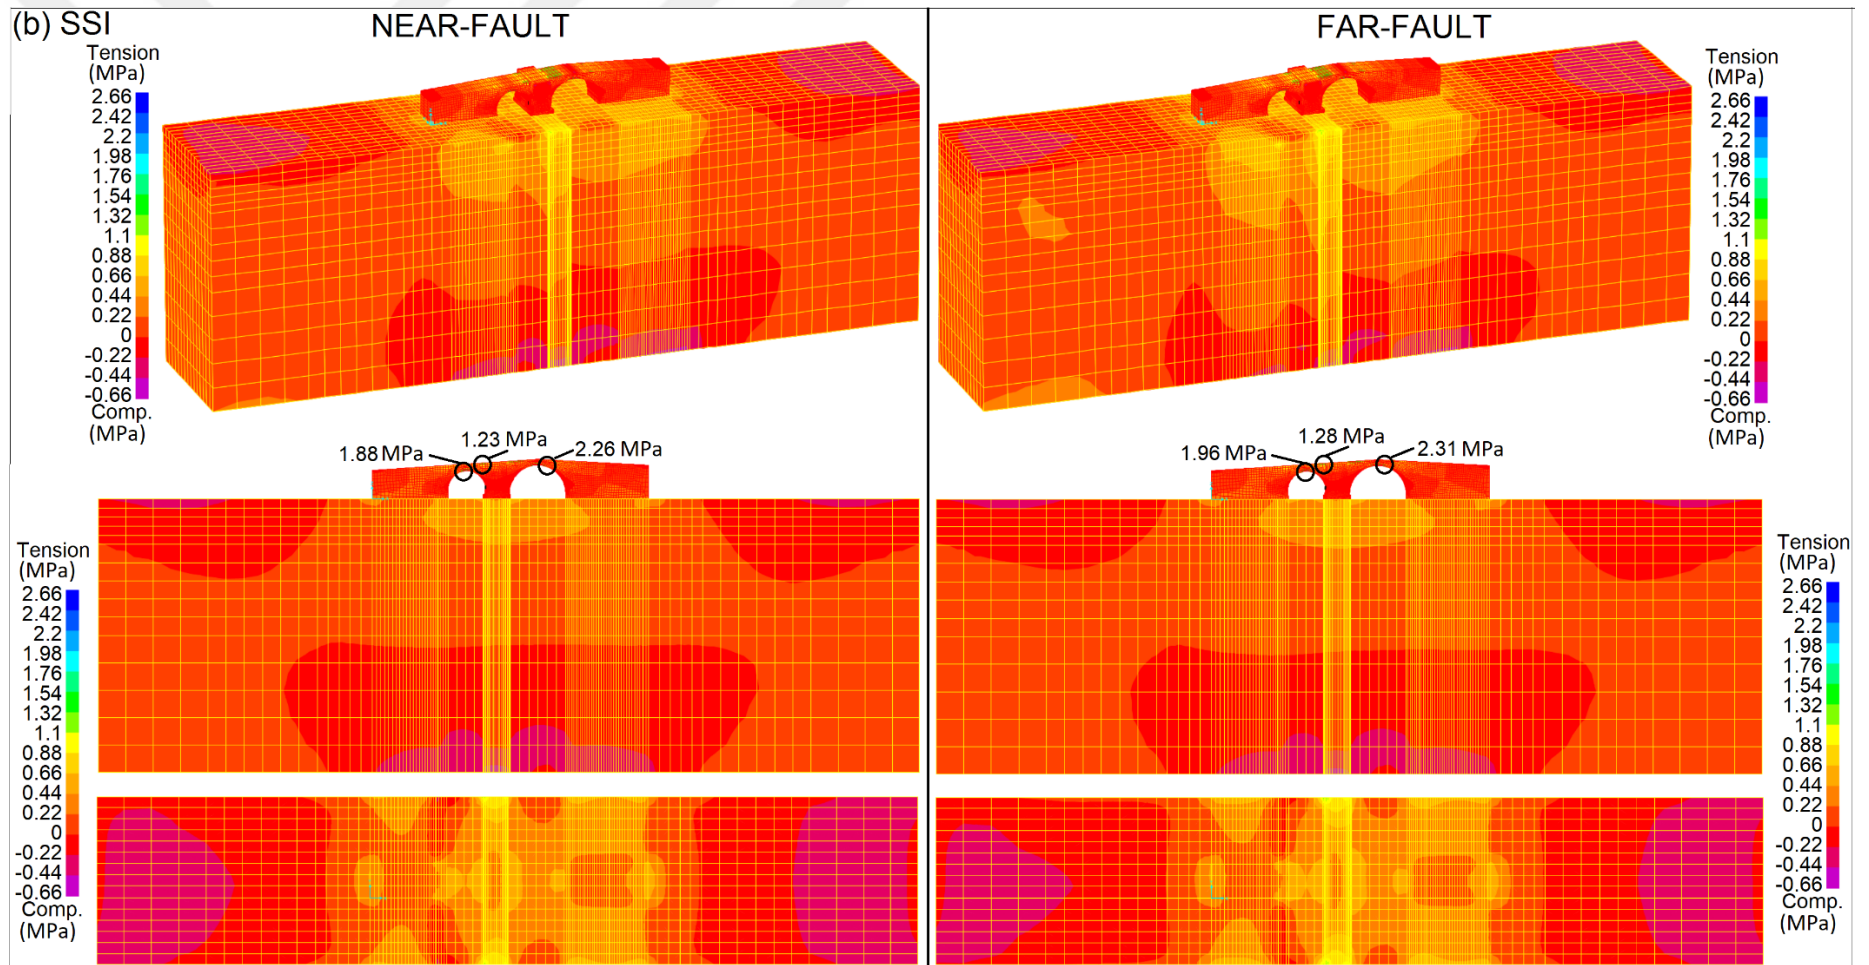 (b) SSI
NEAR-FAULT
FAR-FAULT
Tension
(MPa)
2.66
2.42
2.2
1.98
1.76
1.54
1.32
1.1
0.88
0.66
0.44
0.22
0
-0.22
-0.44
-0.66
Comp.
(MPa)
Tension
(MPa)
2.66
2.42
2.2
1.98
1.76
1.54
1.32
1.1
0.88
0.66
0.44
0.22
0
-0.22
-0.44
-0.66
Comp.
(MPa)
1.88 MPa
1.23 MPa
2.26 MPa
1.96 MPa
1.28 MPa
2.31 MPa
Tension
(MPa)
2.66
2.42
2.2
1.98
1.76
1.54
1.32
1.1
0.88
0.66
0.44
0.22
0
-0.22
-0.44
-0.66
Comp.
(MPa)
Tension
(MPa)
2.66
2.42
2.2
1.98
1.76
1.54
1.32
1.1
0.88
0.66
0.44
0.22
0
-0.22
-0.44
-0.66
Comp.
(MPa)